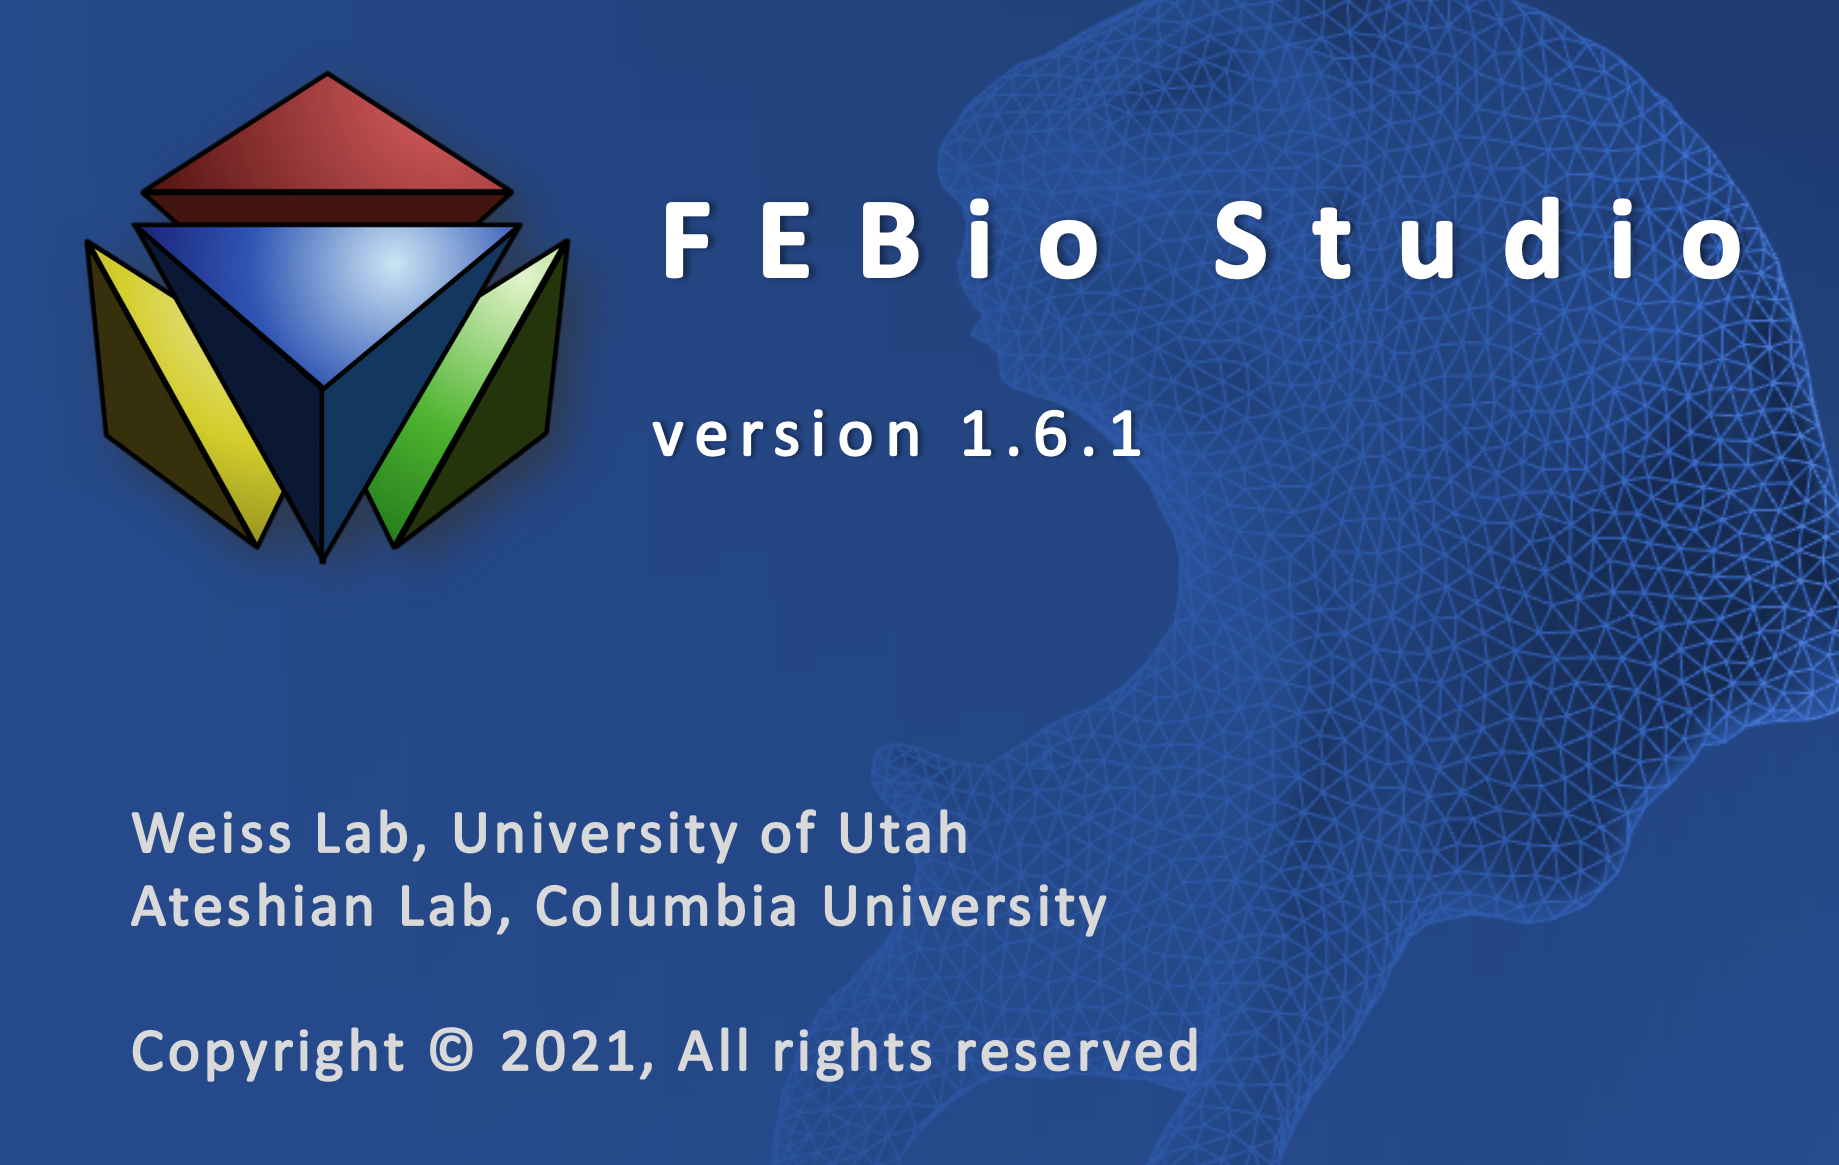 FEBio Studio
version 1.6.1
Weiss Lab, University of Utah
Ateshian Lab, Columbia University
Copyright © 2021, All rights reserved